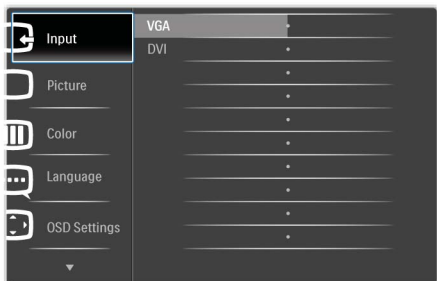 Input
Picture
Color
Language
OSD Settings
VGA
DVI